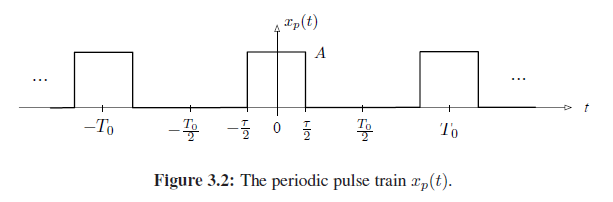 x_p(t)
A
... ...
−T_0 −T_0/2 −τ/2 0 τ/2 T_0/2 T_0 t
Figure 3.2: The periodic pulse train x_p(t).